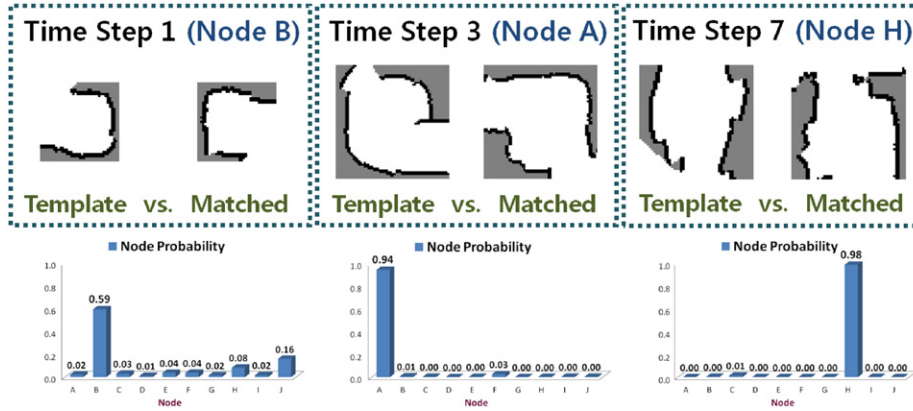 Time Step 1 (Node B)
Template vs. Matched
Time Step 3 (Node A)
Template vs. Matched
Time Step 7 (Node H)
Template vs. Matched
Node Probability
1.0
0.8
0.6
0.4
0.2
0.0
0.02 0.59 0.03 0.01 0.04 0.04 0.02 0.08 0.02 0.16
A B C D E F G H I J
Node
Node Probability
1.0
0.8
0.6
0.4
0.2
0.0
0.94 0.01 0.00 0.00 0.00 0.03 0.00 0.00 0.00 0.00
A B C D E F G H I J
Node
Node Probability
1.0
0.8
0.6
0.4
0.2
0.0
0.00 0.00 0.01 0.00 0.00 0.00 0.00 0.98 0.00 0.00
A B C D E F G H I J
Node